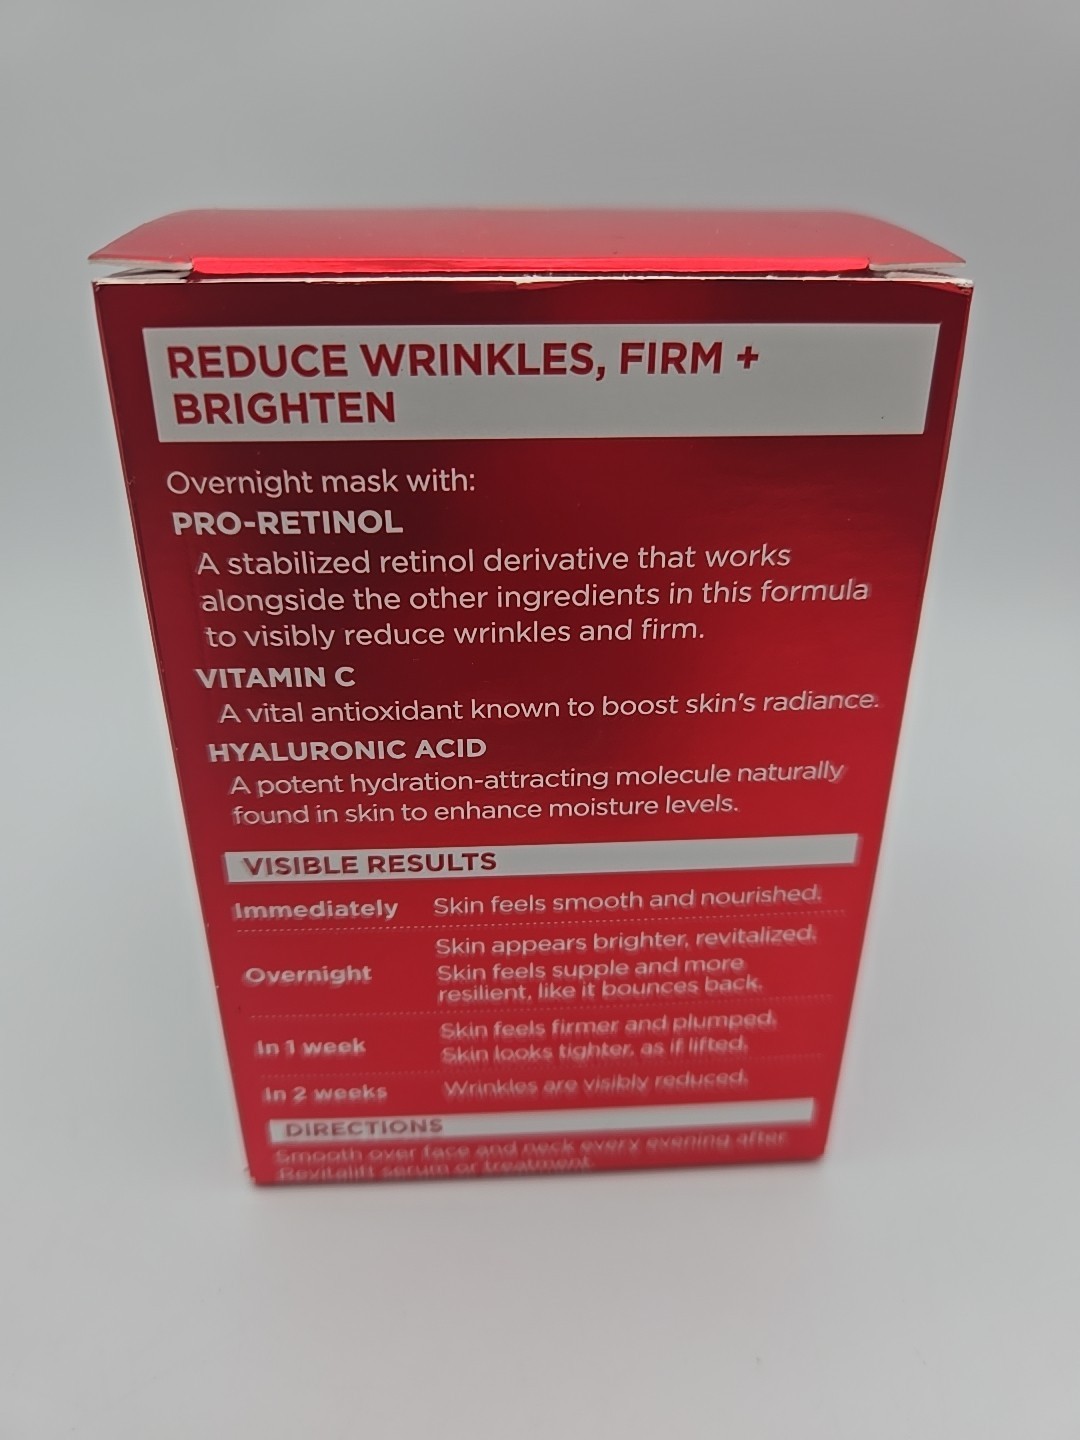 REDUCE WRINKLES, FIRM +
BRIGHTEN
Overnight mask with:
PRO-RETINOL
A stabilized retinol derivative that works
alongside the other ingredients in this formula
to visibly reduce wrinkles and firm.
VITAMIN C
A vital antioxidant known to boost skin's radiance.
HYALURONIC ACID
A potent hydration-attracting molecule naturally
found in skin to enhance moisture levels.
VISIBLE RESULTS
Immediately Skin feels smooth and nourished.
Overnight Skin appears brighter, revitalized.
Skin feels supple and more
resilient, like it bounces back.
In 1 week Skin feels firmer and plumped.
Skin looks tighter, as if lifted.
In 2 weeks Wrinkles are visibly reduced.
DIRECTIONS
Smooth over face and neck every evening after
Revitalift serum or treatment.